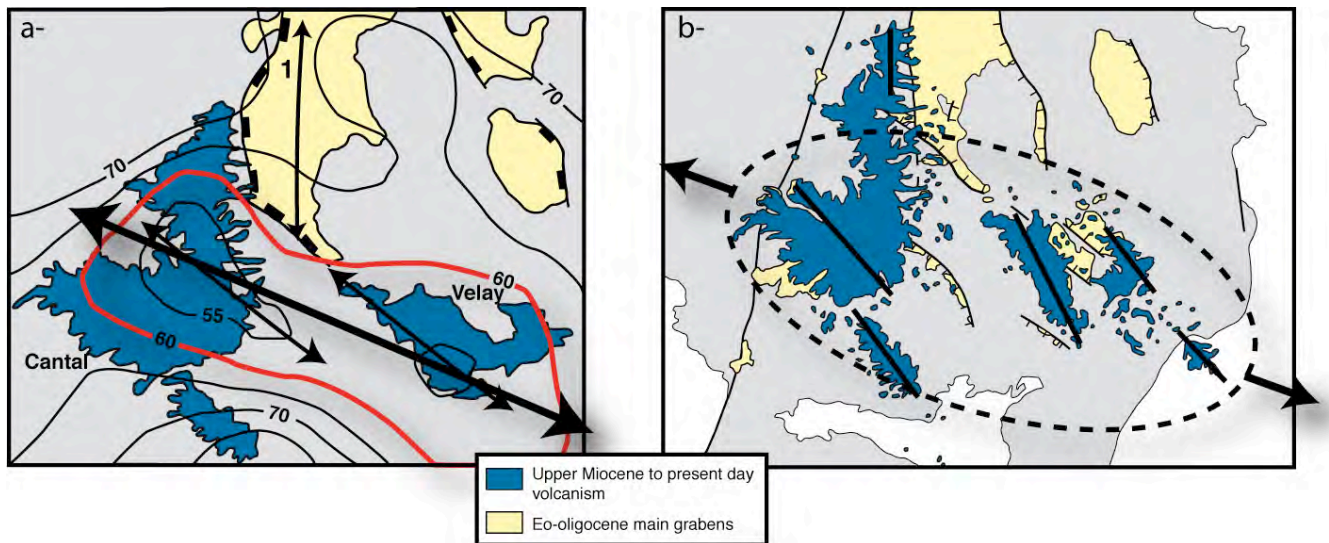 a-
1
70
70
60
Velay
55
60
Cantal
70
b-
Upper Miocene to present day
volcanism
Eo-oligocene main grabens